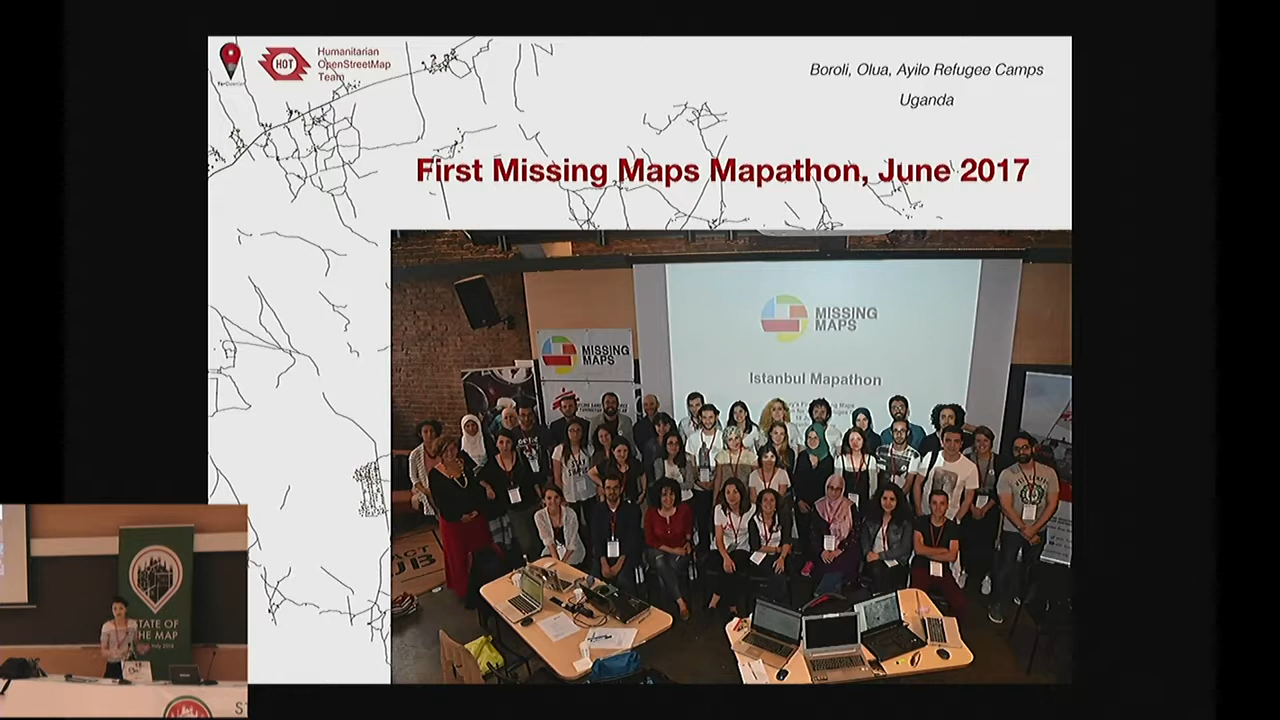 Humanitarian
OpenStreetMap
Team
HOT
Boroli, Olua, Ayilo Refugee Camps
Uganda
First Missing Maps Mapathon, June 2017
MISSING
MAPS
MISSING
MAPS
Istanbul Mapathon
STATE OF
THE MAP